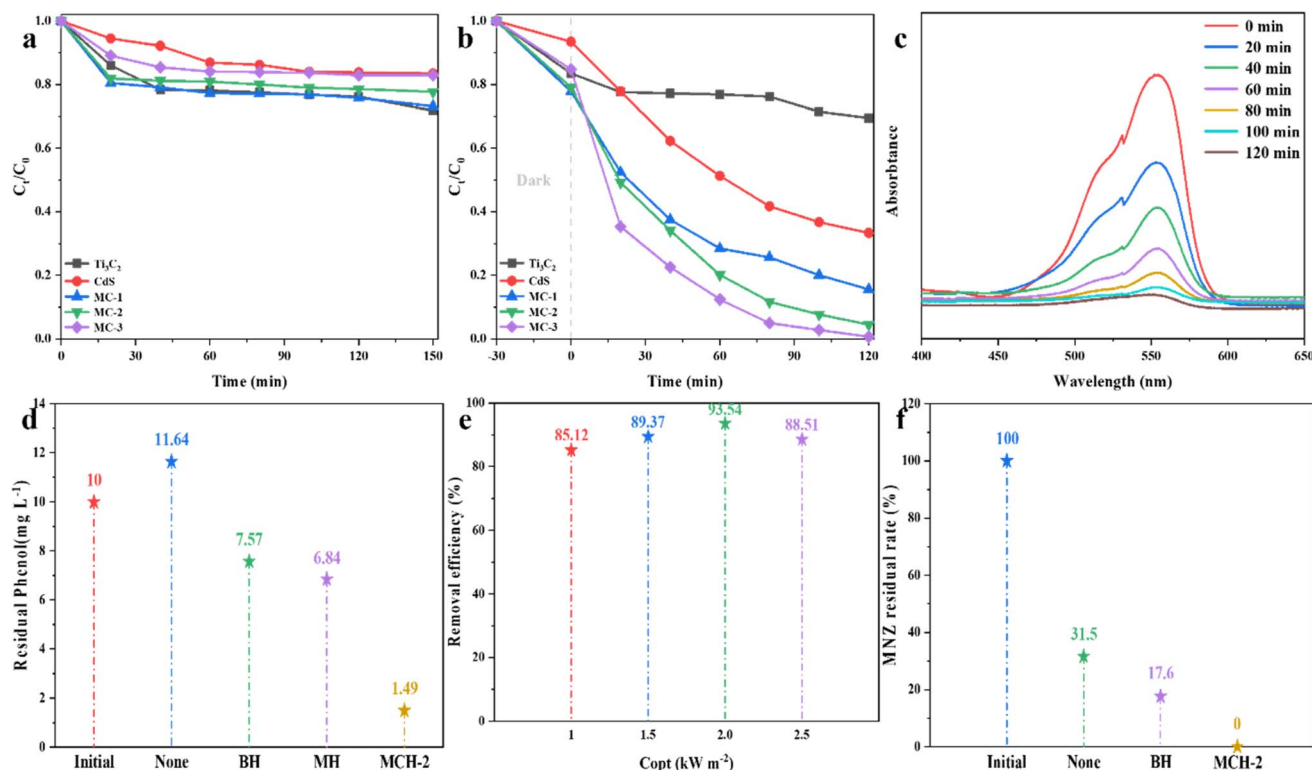 a
1.0
0.8
0.6
0.4
0.2
0.0
Cₜ/C₀
Ti₃C₂
CdS
MC-1
MC-2
MC-3
0 30 60 90 120 150
Time (min)
b
1.0
0.8
0.6
0.4
0.2
0.0
Cₜ/C₀
Dark
Ti₃C₂
CdS
MC-1
MC-2
MC-3
-30 0 30 60 90 120
Time (min)
c
Absorbtance
0 min
20 min
40 min
60 min
80 min
100 min
120 min
400 450 500 550 600 650
Wavelength (nm)
d
14
12
10
8
6
4
2
0
Residual Phenol(mg L⁻¹)
10
11.64
7.57
6.84
1.49
Initial None BH MH MCH-2
e
100
90
80
70
60
50
40
30
20
10
0
Removal efficiency (%)
85.12
89.37
93.54
88.51
1 1.5 2.0 2.5
Copt (kW m⁻²)
f
120
100
80
60
40
20
0
MNZ residual rate (%)
100
31.5
17.6
0
Initial None BH MCH-2